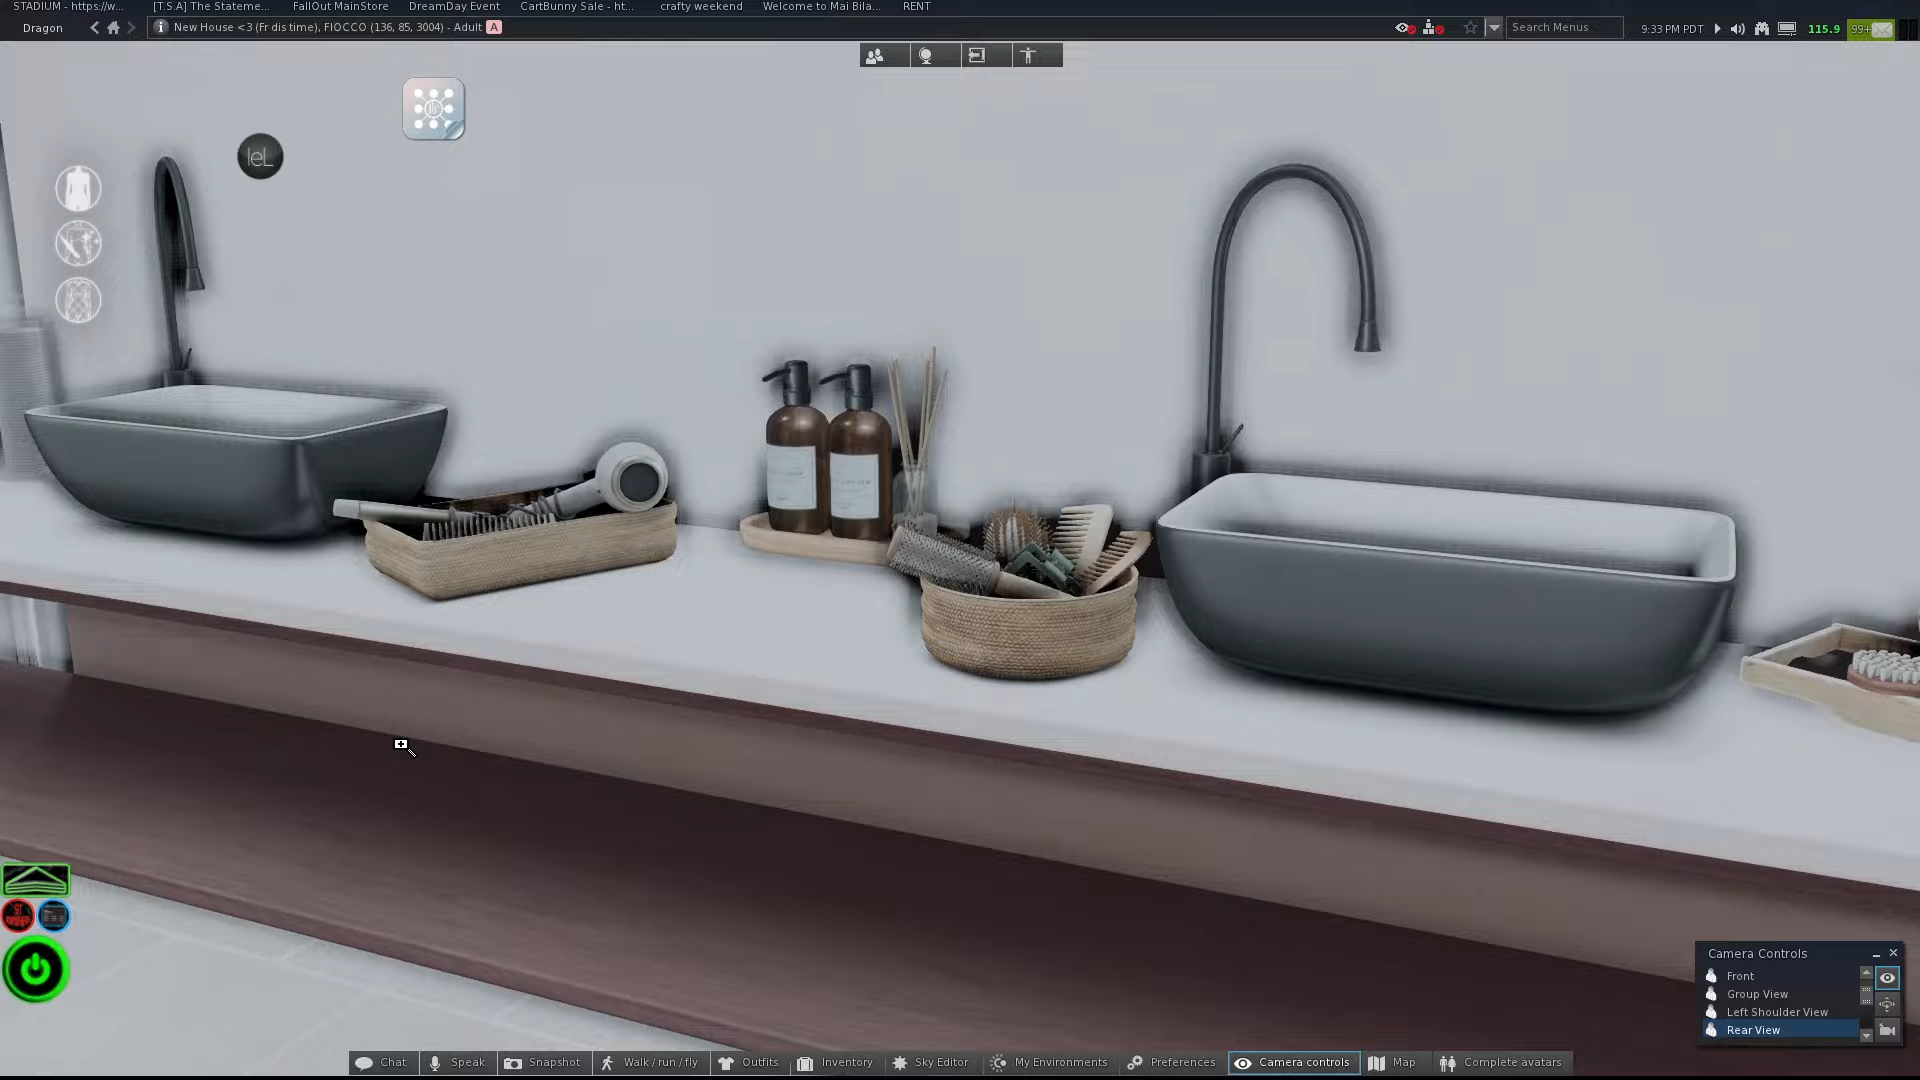 STADIUM - https://w... [T.S.A] The Stateme... FallOut MainStore DreamDay Event CartBunny Sale - ht... crafty weekend Welcome to Mai Bila... RENT
Dragon New House <3 (Fr dis time), FIOCCO (136, 85, 3004) - Adult A Search Menus 9:33 PM PDT 115.9 99+
leL
Camera Controls
Front
Group View
Left Shoulder View
Rear View
Chat Speak Snapshot Walk / run / fly Outfits Inventory Sky Editor My Environments Preferences Camera controls Map Complete avatars